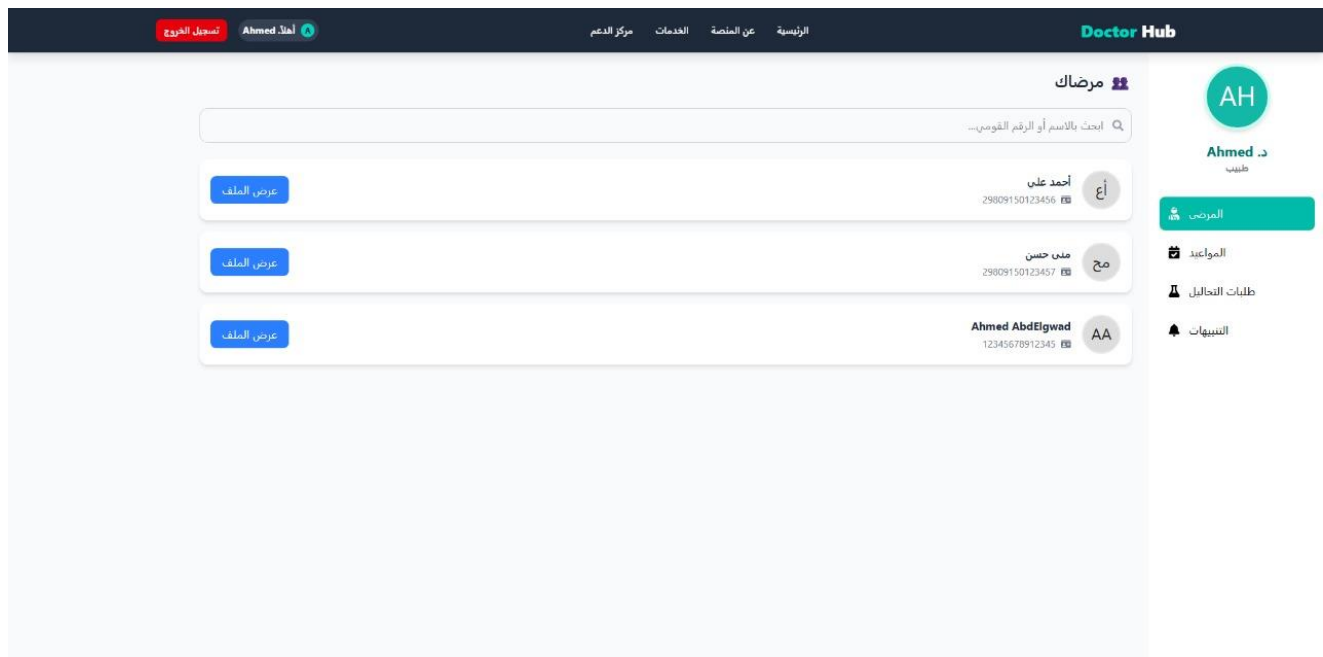 Doctor Hub
الرئيسية
عن المنصة
الخدمات
مركز الدعم
A
أهلاً، Ahmed
تسجيل الخروج
AH
د. Ahmed
طبيب
المرضى
المواعيد
طلبات التحاليل
التنبيهات
مرضاك
ابحث بالاسم أو الرقم القومي...
أع
أحمد علي
29809150123456
عرض الملف
مح
منى حسن
29809150123457
عرض الملف
AA
Ahmed AbdElgwad
12345678912345
عرض الملف